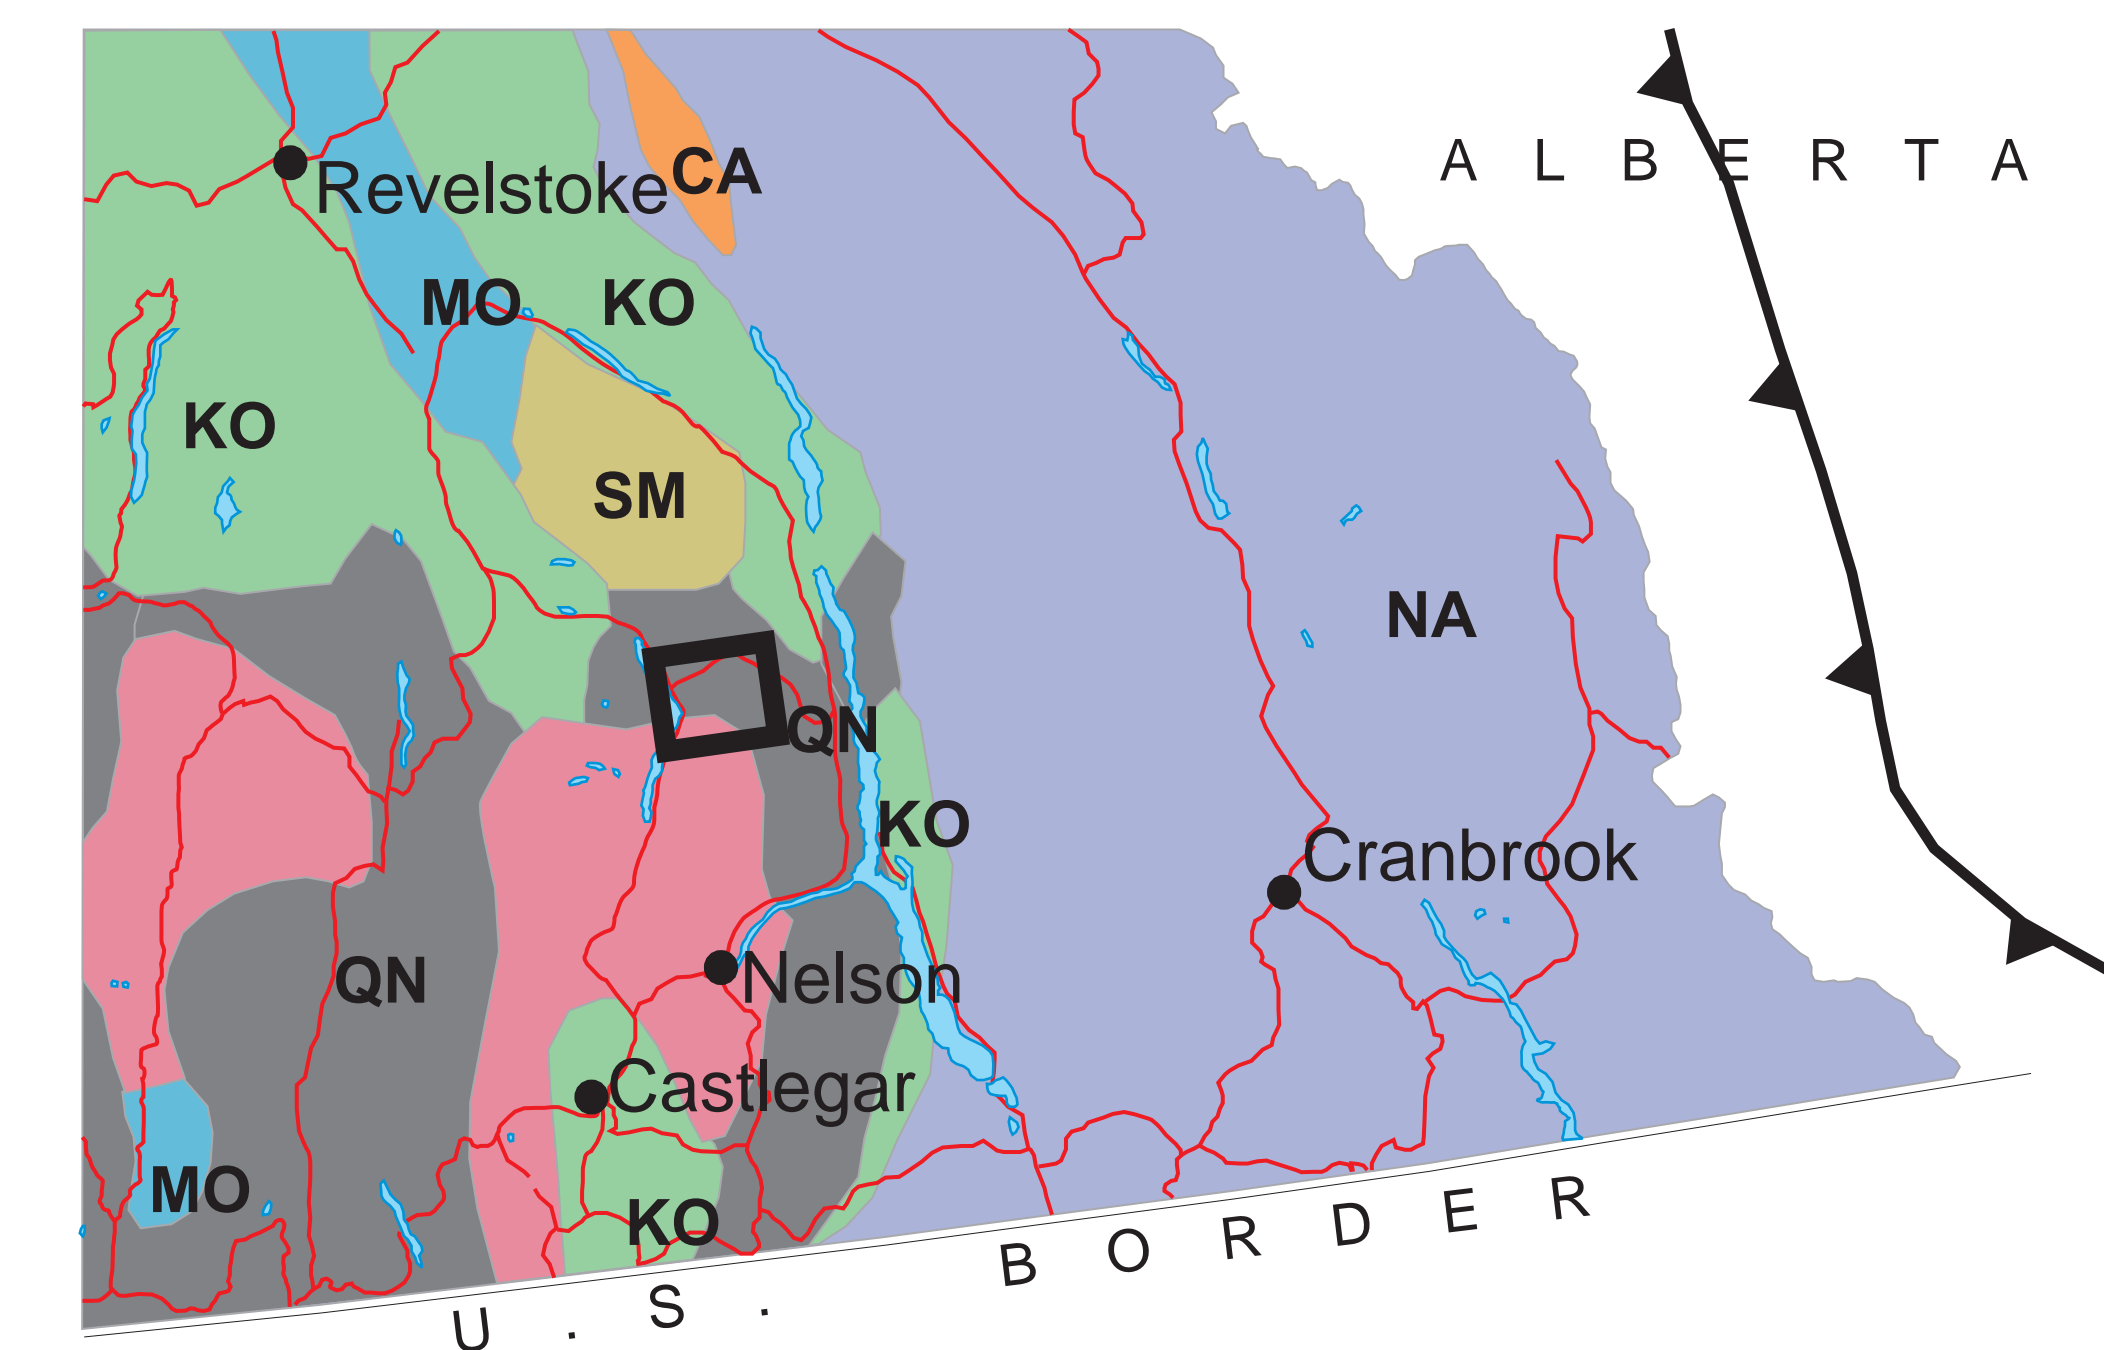 A L B E R T A
CA
Revelstoke
MO
KO
KO
SM
NA
QN
KO
Cranbrook
QN
Nelson
Castlegar
MO
KO
U . S . B O R D E R